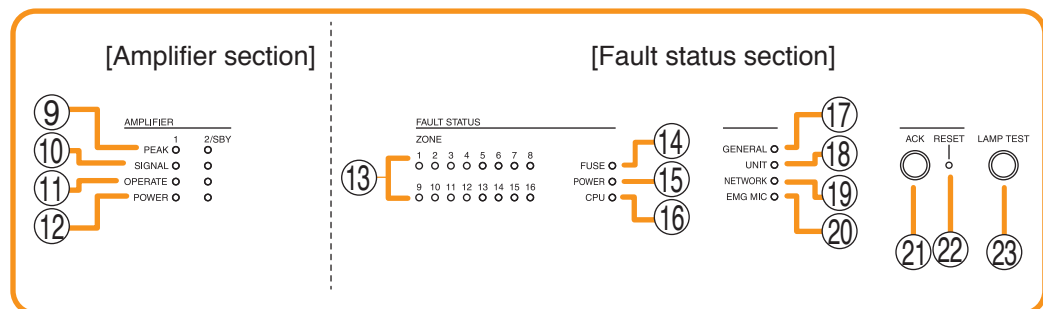 [Amplifier section]
[Fault status section]
⑨
⑩
⑪
⑫
AMPLIFIER
1 2/SBY
PEAK
SIGNAL
OPERATE
POWER
⑬
FAULT STATUS
ZONE
1 2 3 4 5 6 7 8
9 10 11 12 13 14 15 16
FUSE
POWER
CPU
⑭
⑮
⑯
GENERAL
UNIT
NETWORK
EMG MIC
⑰
⑱
⑲
⑳
ACK RESET LAMP TEST
㉑ ㉒ ㉓